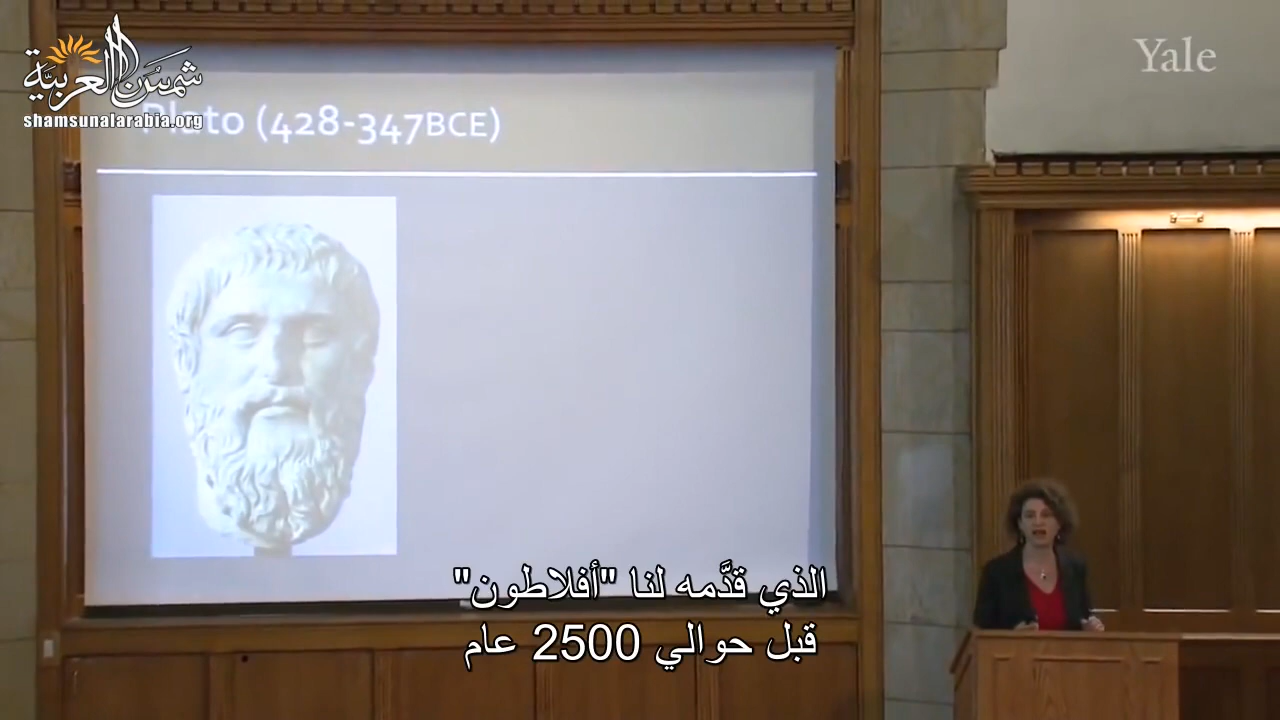 شمس العربية
shamsunalarabia.org
Yale
Plato (428-347BCE)
الذي قدَّمه لنا "أفلاطون"
قبل حوالي 2500 عام